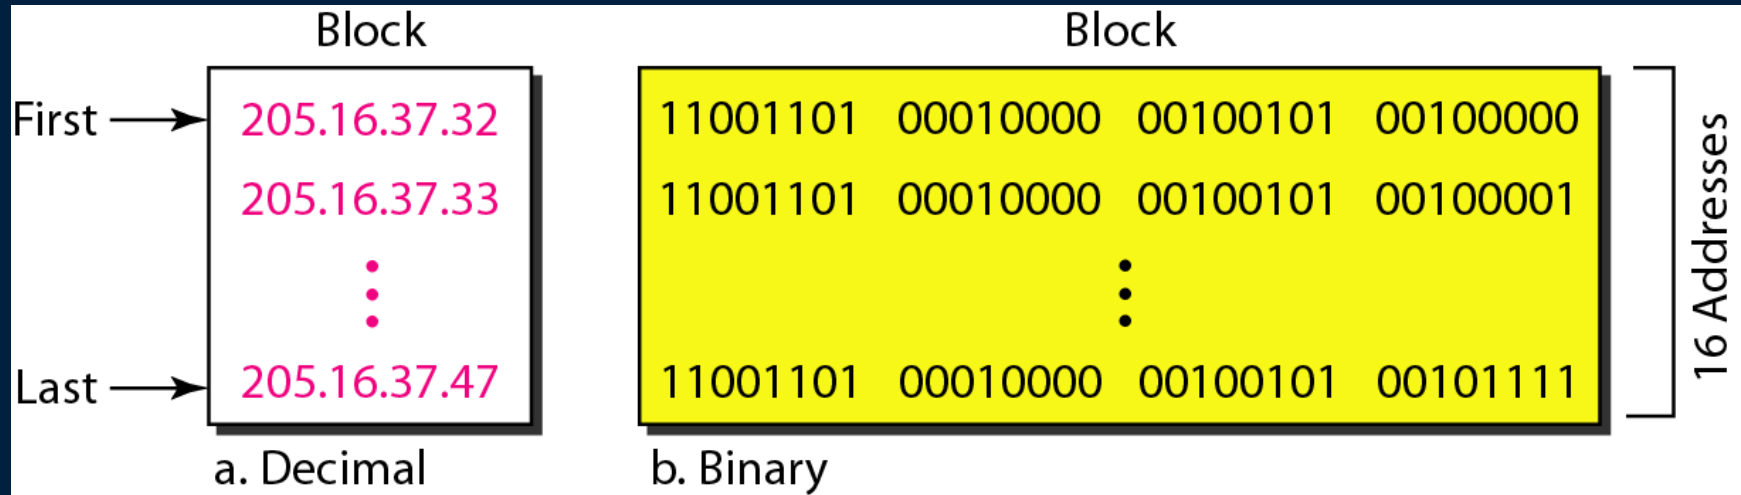 Block Block
First 205.16.37.32 11001101 00010000 00100101 00100000
205.16.37.33 11001101 00010000 00100101 00100001
Last 205.16.37.47 11001101 00010000 00100101 00101111
16 Addresses
a. Decimal b. Binary